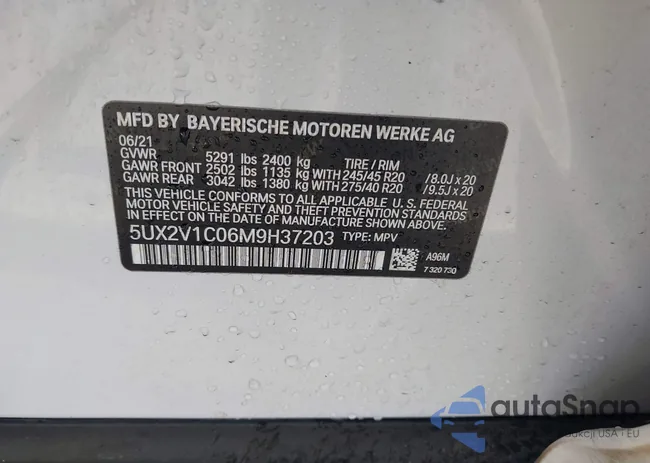 MFD BY BAYERISCHE MOTOREN WERKE AG
06/21
GVWR 5291 lbs 2400 kg TIRE / RIM
GAWR FRONT 2502 lbs 1135 kg WITH 245/45 R20 /8.0J x 20
GAWR REAR 3042 lbs 1380 kg WITH 275/40 R20 /9.5J x 20
THIS VEHICLE CONFORMS TO ALL APPLICABLE U. S. FEDERAL
MOTOR VEHICLE SAFETY AND THEFT PREVENTION STANDARDS
IN EFFECT ON THE DATE OF MANUFACTURE SHOWN ABOVE.
5UX2V1C06M9H37203 TYPE: MPV
A96M
7 320 730
autoSnap
USA - EU